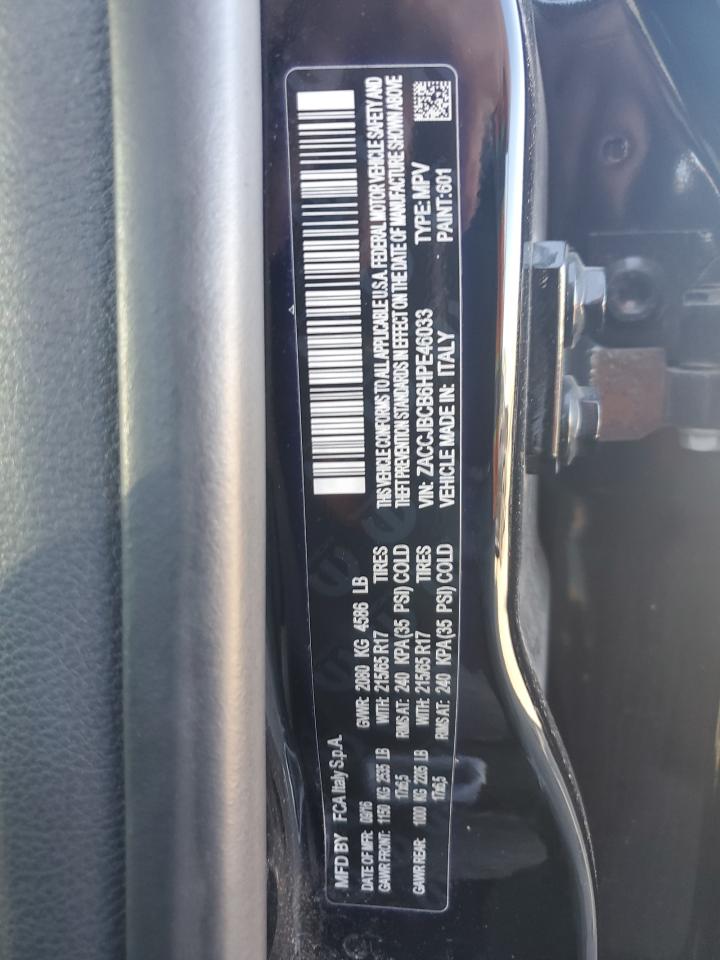 MFD BY FCA Italy S.p.A.
DATE OF MFR: 09/16 GVWR: 2080 KG 4586 LB
GAWR FRONT: 1150 KG 2535 LB WITH: 215/65 R17 TIRES
17x6,5 RIMS AT: 240 KPA(35 PSI) COLD
GAWR REAR: 1000 KG 2205 LB WITH: 215/65 R17 TIRES
17x6,5 RIMS AT: 240 KPA(35 PSI) COLD
THIS VEHICLE CONFORMS TO ALL APPLICABLE U.S.A. FEDERAL MOTOR VEHICLE SAFETY AND
THEFT PREVENTION STANDARDS IN EFFECT ON THE DATE OF MANUFACTURE SHOWN ABOVE
VIN: ZACCJBCB6HPE46033 TYPE: MPV
VEHICLE MADE IN: ITALY PAINT: 601